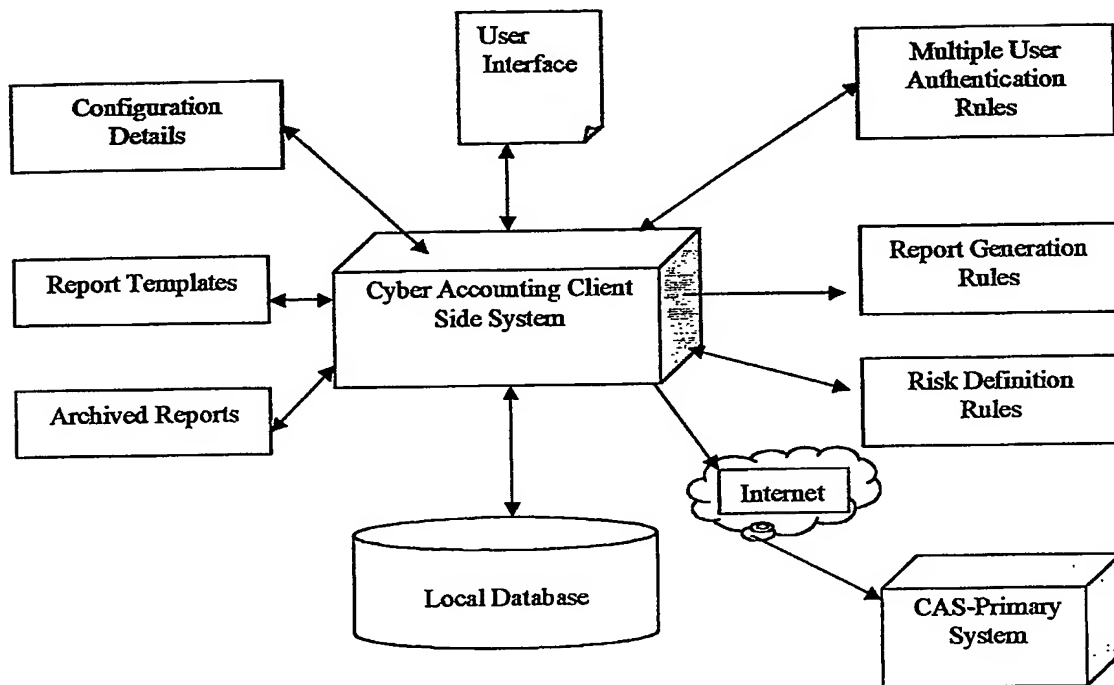 User
Interface
Multiple User
Authentication
Rules
Configuration
Details
Report Templates
Cyber Accounting Client
Side System
Report Generation
Rules
Archived Reports
Risk Definition
Rules
Internet
Local Database
CAS-Primary
System